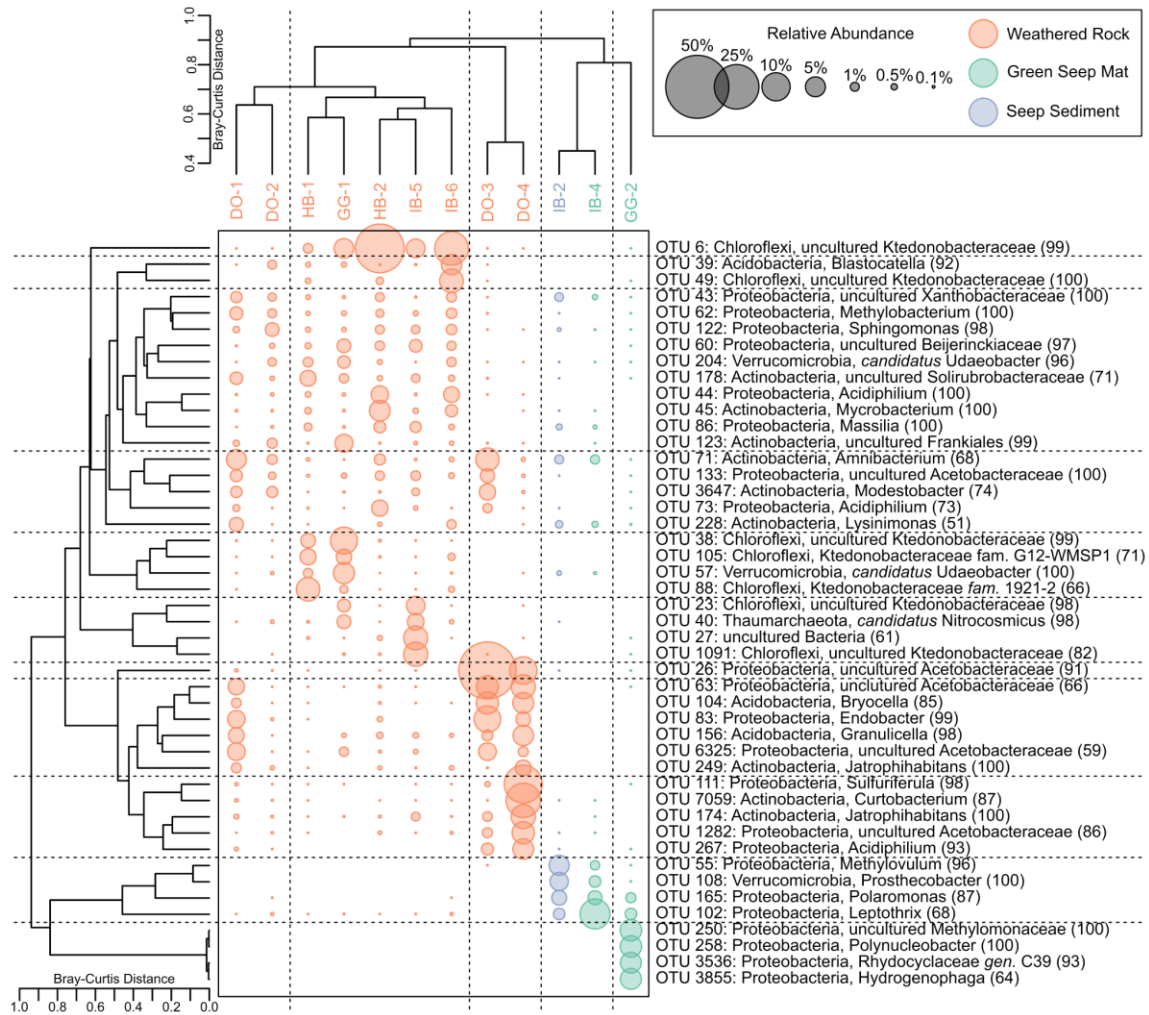 1.0
0.8
0.6
0.4
Bray-Curtis Distance
Relative Abundance
50%
25%
10%
5%
1%
0.5%
0.1%
Weathered Rock
Green Seep Mat
Seep Sediment
DO-1
DO-2
HB-1
GG-1
HB-2
IB-5
IB-6
DO-3
DO-4
IB-2
IB-4
GG-2
OTU 6: Chloroflexi, uncultured Ktedonobacteraceae (99)
OTU 39: Acidobacteria, Blastocatella (92)
OTU 49: Chloroflexi, uncultured Ktedonobacteraceae (100)
OTU 43: Proteobacteria, uncultured Xanthobacteraceae (100)
OTU 62: Proteobacteria, Methylobacterium (100)
OTU 122: Proteobacteria, Sphingomonas (98)
OTU 60: Proteobacteria, uncultured Beijerinckiaceae (97)
OTU 204: Verrucomicrobia, candidatus Udaeobacter (96)
OTU 178: Actinobacteria, uncultured Solirubrobacteraceae (71)
OTU 44: Proteobacteria, Acidiphilium (100)
OTU 45: Actinobacteria, Mycrobacterium (100)
OTU 86: Proteobacteria, Massilia (100)
OTU 123: Actinobacteria, uncultured Frankiales (99)
OTU 71: Actinobacteria, Amnibacterium (68)
OTU 133: Proteobacteria, uncultured Acetobacteraceae (100)
OTU 3647: Actinobacteria, Modestobacter (74)
OTU 73: Proteobacteria, Acidiphilium (73)
OTU 228: Actinobacteria, Lysinimonas (51)
OTU 38: Chloroflexi, uncultured Ktedonobacteraceae (99)
OTU 105: Chloroflexi, Ktedonobacteraceae fam. G12-WMSP1 (71)
OTU 57: Verrucomicrobia, candidatus Udaeobacter (100)
OTU 88: Chloroflexi, Ktedonobacteraceae fam. 1921-2 (66)
OTU 23: Chloroflexi, uncultured Ktedonobacteraceae (98)
OTU 40: Thaumarchaeota, candidatus Nitrocosmicus (98)
OTU 27: uncultured Bacteria (61)
OTU 1091: Chloroflexi, uncultured Ktedonobacteraceae (82)
OTU 26: Proteobacteria, uncultured Acetobacteraceae (91)
OTU 63: Proteobacteria, unclutured Acetobacteraceae (66)
OTU 104: Acidobacteria, Bryocella (85)
OTU 83: Proteobacteria, Endobacter (99)
OTU 156: Acidobacteria, Granulicella (98)
OTU 6325: Proteobacteria, uncultured Acetobacteraceae (59)
OTU 249: Actinobacteria, Jatrophihabitans (100)
OTU 111: Proteobacteria, Sulfuriferula (98)
OTU 7059: Actinobacteria, Curtobacterium (87)
OTU 174: Actinobacteria, Jatrophihabitans (100)
OTU 1282: Proteobacteria, uncultured Acetobacteraceae (86)
OTU 267: Proteobacteria, Acidiphilium (93)
OTU 55: Proteobacteria, Methylovulum (96)
OTU 108: Verrucomicrobia, Prosthecobacter (100)
OTU 165: Proteobacteria, Polaromonas (87)
OTU 102: Proteobacteria, Leptothrix (68)
OTU 250: Proteobacteria, uncultured Methylomonaceae (100)
OTU 258: Proteobacteria, Polynucleobacter (100)
OTU 3536: Proteobacteria, Rhydocyclaceae gen. C39 (93)
OTU 3855: Proteobacteria, Hydrogenophaga (64)
Bray-Curtis Distance
1.0 0.8 0.6 0.4 0.2 0.0